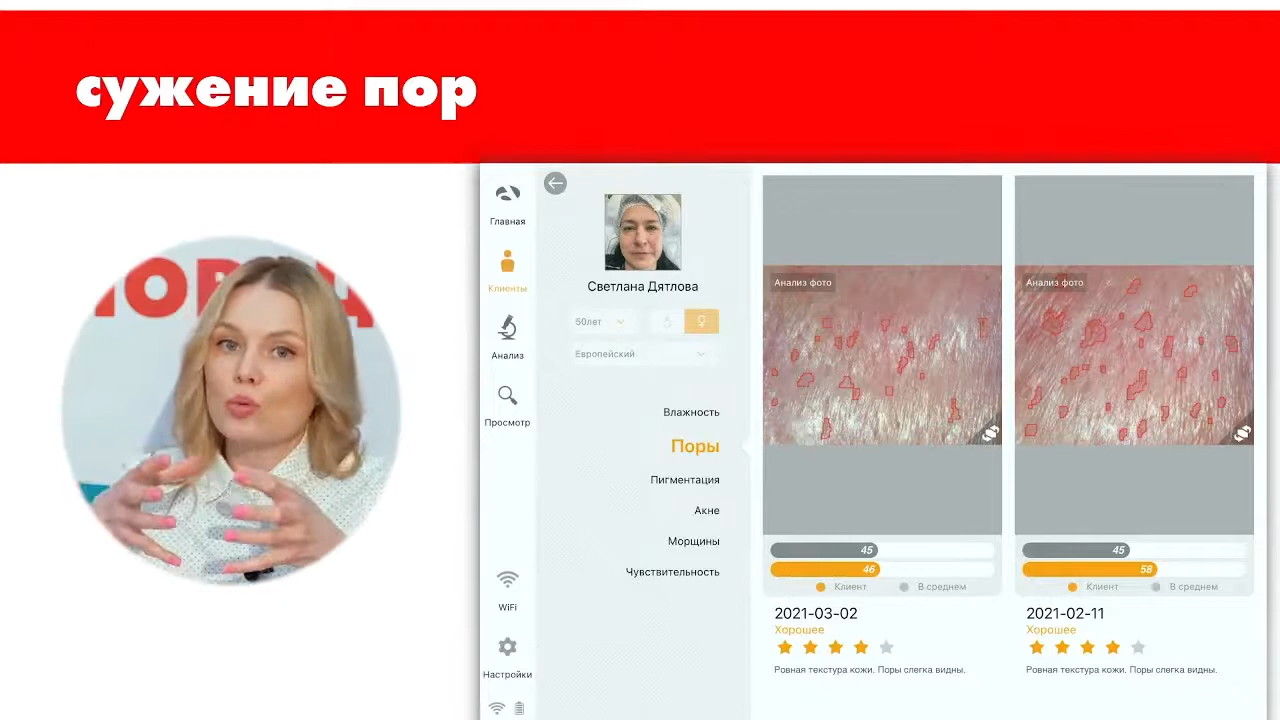 сужение пор
Главная
Клиенты
Анализ
Просмотр
WiFi
Настройки
Светлана Дятлова
50лет
Европейский
Влажность
Поры
Пигментация
Акне
Морщины
Чувствительность
Анализ фото
45
46
Клиент В среднем
2021-03-02
Хорошее
Ровная текстура кожи. Поры слегка видны.
Анализ фото
45
58
Клиент В среднем
2021-02-11
Хорошее
Ровная текстура кожи. Поры слегка видны.